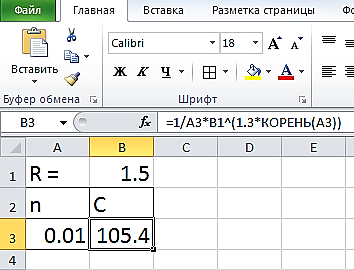 Файл Главная Вставка Разметка страницы Фо
Вставить
Calibri 18 A A
Ж К Ч A
Буфер обмена Шрифт
B3 fx =1/A3*B1^(1.3*КОРЕНЬ(A3))
A B C D E
1 R = 1.5
2 n C
3 0.01 105.4
4